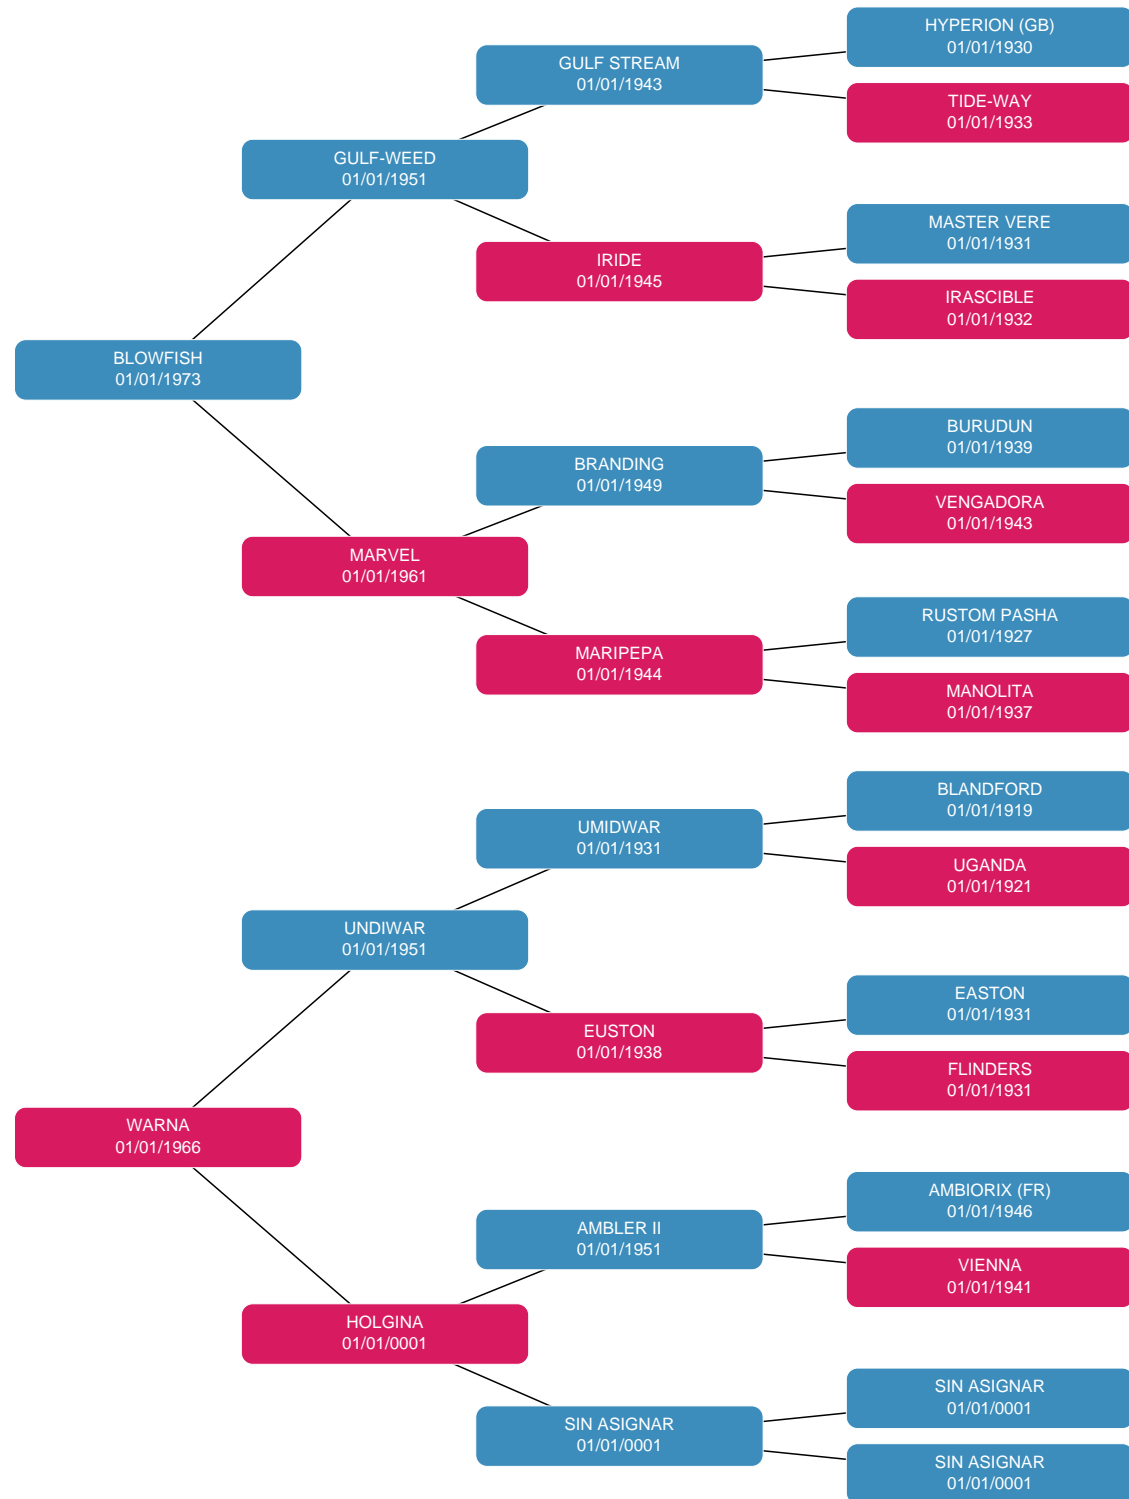 HYPERION (GB)
01/01/1930
GULF STREAM
01/01/1943
TIDE-WAY
01/01/1933
GULF-WEED
01/01/1951
MASTER VERE
01/01/1931
IRIDE
01/01/1945
IRASCIBLE
01/01/1932
BLOWFISH
01/01/1973
BURUDUN
01/01/1939
BRANDING
01/01/1949
VENGADORA
01/01/1943
MARVEL
01/01/1961
RUSTOM PASHA
01/01/1927
MARIPEPA
01/01/1944
MANOLITA
01/01/1937
BLANDFORD
01/01/1919
UMIDWAR
01/01/1931
UGANDA
01/01/1921
UNDIWAR
01/01/1951
EASTON
01/01/1931
EUSTON
01/01/1938
FLINDERS
01/01/1931
WARNA
01/01/1966
AMBIORIX (FR)
01/01/1946
AMBLER II
01/01/1951
VIENNA
01/01/1941
HOLGINA
01/01/0001
SIN ASIGNAR
01/01/0001
SIN ASIGNAR
01/01/0001
SIN ASIGNAR
01/01/0001